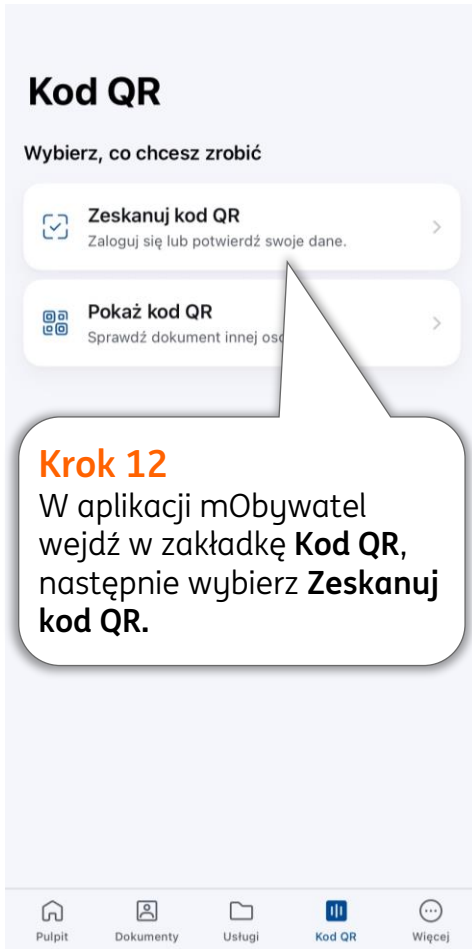 Kod QR
Wybierz, co chcesz zrobić
Zeskanuj kod QR
Zaloguj się lub potwierdź swoje dane.
Pokaż kod QR
Sprawdź dokument innej
Krok 12
W aplikacji mObywatel
wejdź w zakładkę Kod QR,
następnie wybierz Zeskanuj
kod QR.
Pulpit
Dokumenty
Usługi
Kod QR
Więcej